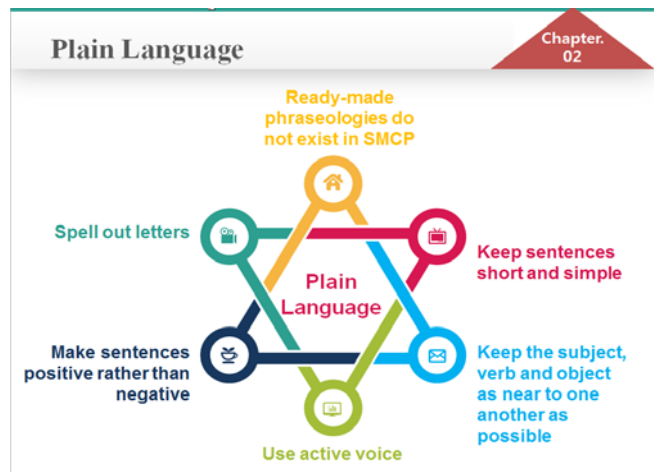 Plain Language
Chapter.
02
Ready-made
phraseologies do
not exist in SMCP
Spell out letters
Keep sentences
short and simple
Plain
Language
Make sentences
positive rather than
negative
Keep the subject,
verb and object
as near to one
another as
possible
Use active voice